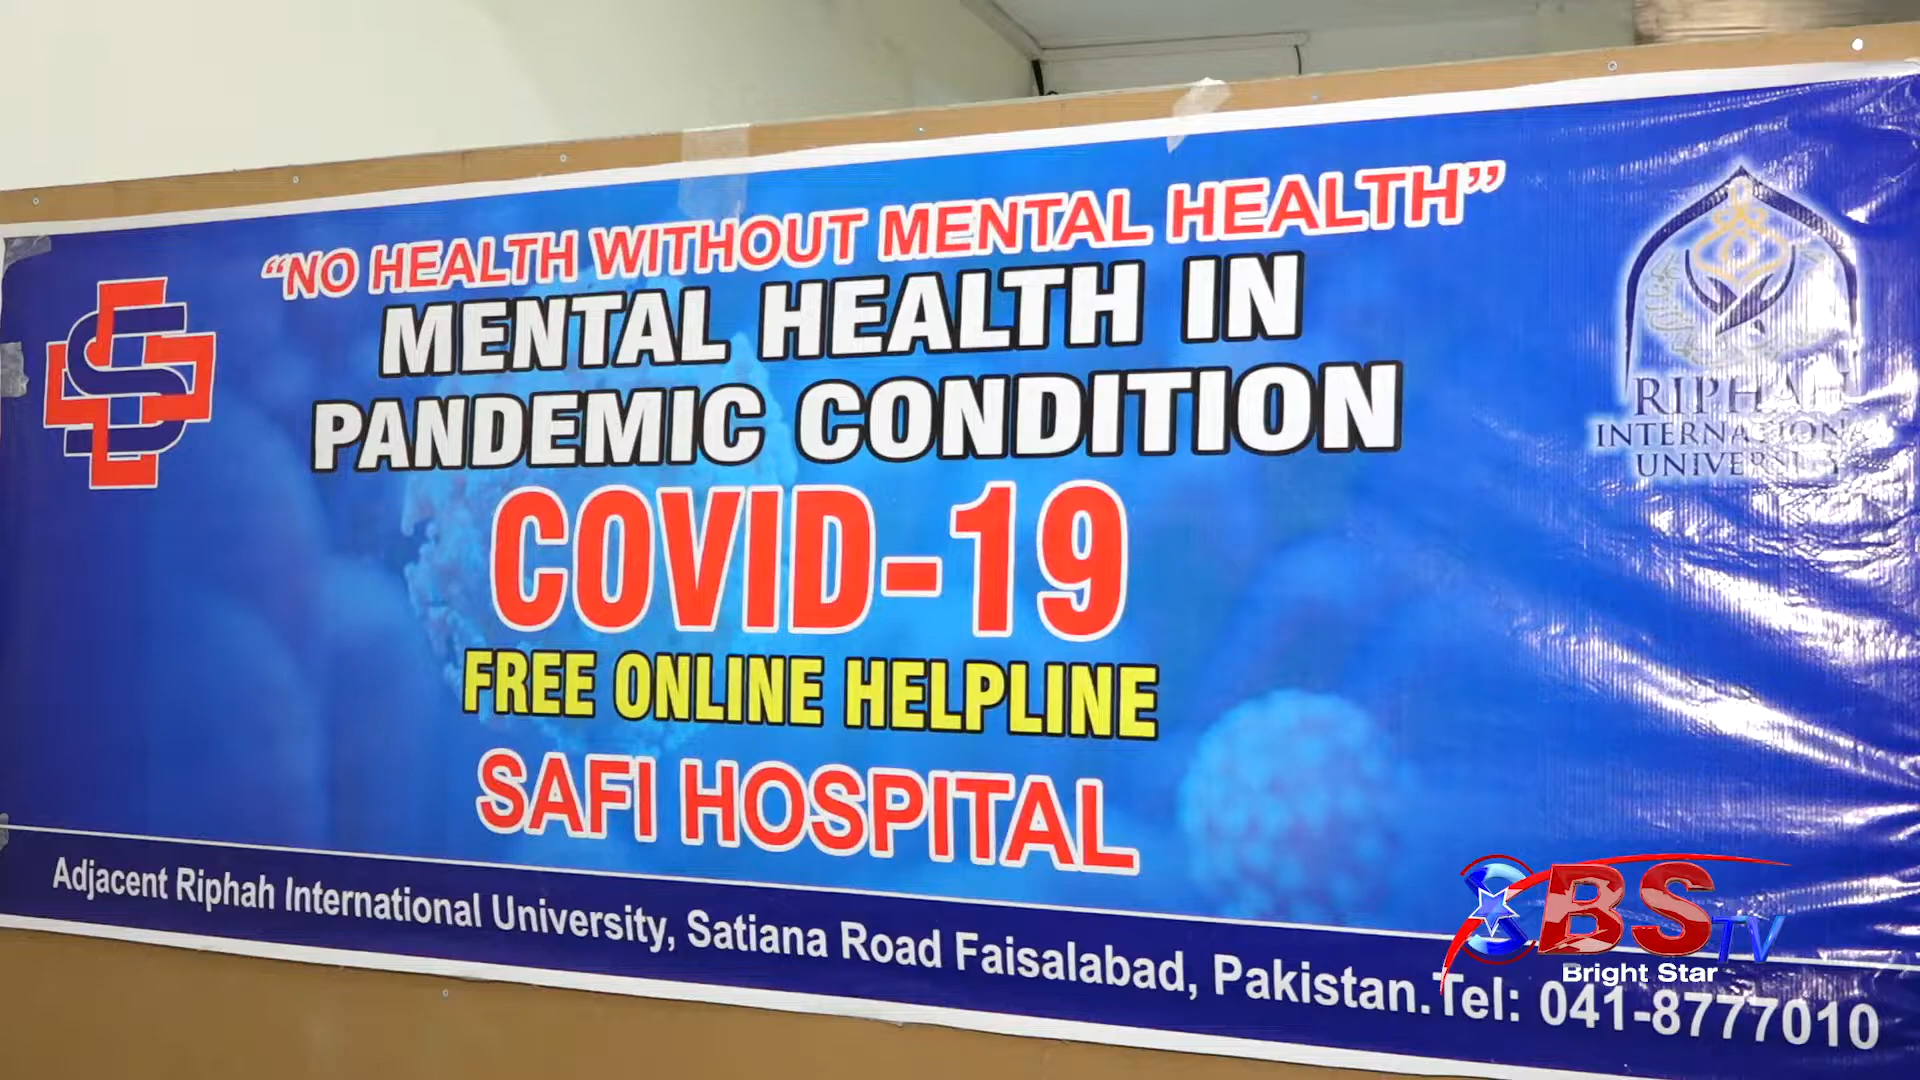 “NO HEALTH WITHOUT MENTAL HEALTH”
MENTAL HEALTH IN
PANDEMIC CONDITION
COVID-19
FREE ONLINE HELPLINE
SAFI HOSPITAL
RIPHAH
INTERNATIONAL
UNIVERSITY
Adjacent Riphah International University, Satiana Road Faisalabad, Pakistan. Tel: 041-8777010
BS TV
Bright Star